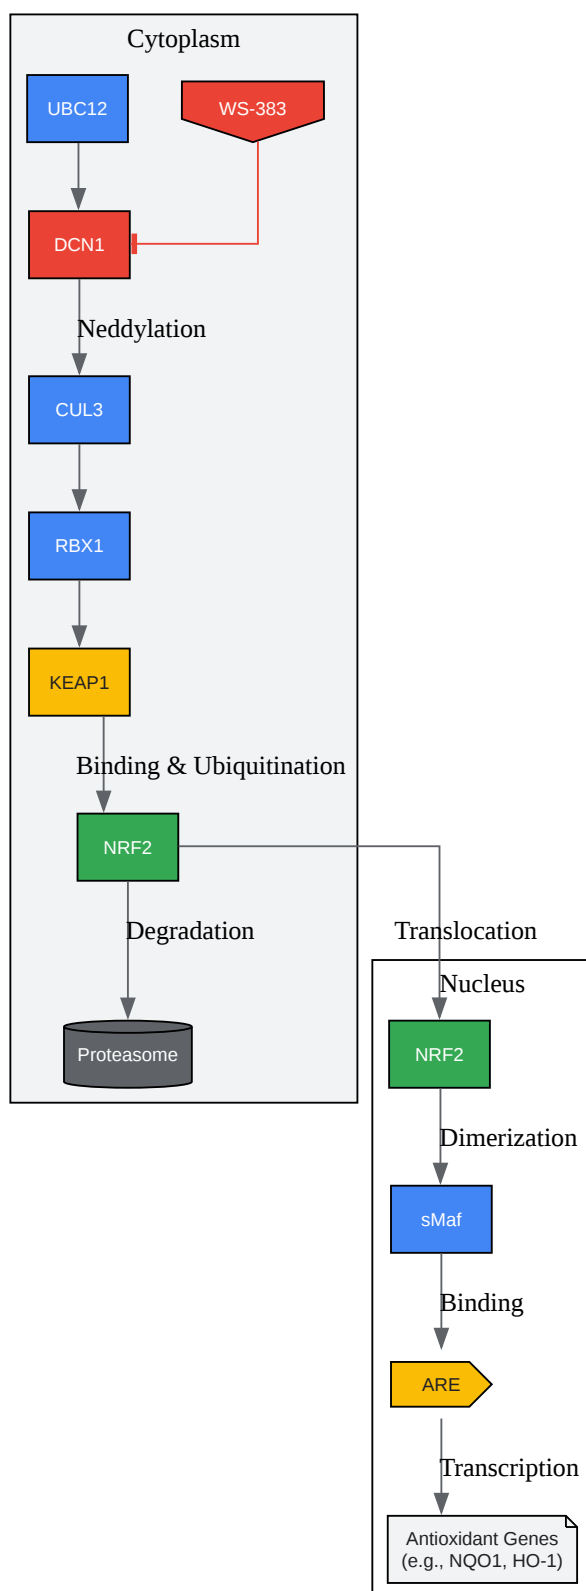 Cytoplasm
UBC12
WS-383
DCN1
Neddylation
CUL3
RBX1
KEAP1
Binding & Ubiquitination
NRF2
Degradation
Proteasome
Translocation
Nucleus
NRF2
Dimerization
sMaf
Binding
ARE
Transcription
Antioxidant Genes
(e.g., NQO1, HO-1)